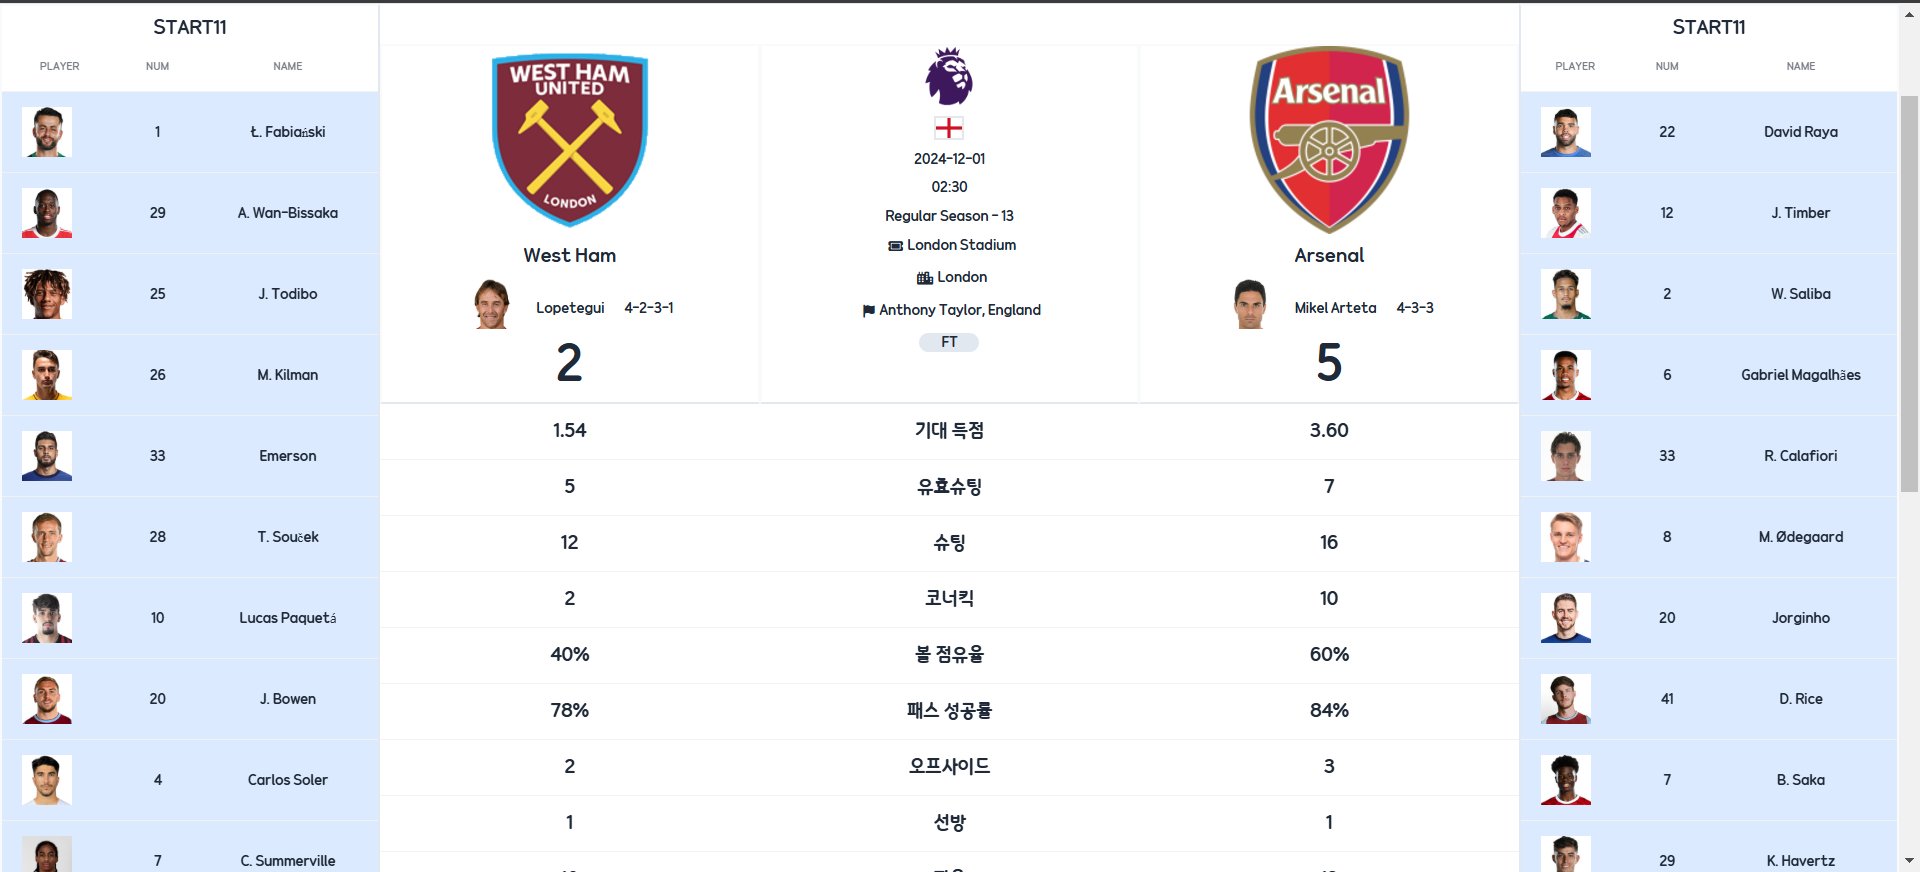 START11
PLAYER NUM NAME
1 Ł. Fabiański
29 A. Wan-Bissaka
25 J. Todibo
26 M. Kilman
33 Emerson
28 T. Souček
10 Lucas Paquetá
20 J. Bowen
4 Carlos Soler
7 C. Summerville
WEST HAM
UNITED
LONDON
West Ham
Lopetegui 4-2-3-1
2
2024-12-01
02:30
Regular Season - 13
London Stadium
London
Anthony Taylor, England
FT
Arsenal
Arsenal
Mikel Arteta 4-3-3
5
1.54 기대 득점 3.60
5 유효슈팅 7
12 슈팅 16
2 코너킥 10
40% 볼 점유율 60%
78% 패스 성공률 84%
2 오프사이드 3
1 선방 1
START11
PLAYER NUM NAME
22 David Raya
12 J. Timber
2 W. Saliba
6 Gabriel Magalhães
33 R. Calafiori
8 M. Ødegaard
20 Jorginho
41 D. Rice
7 B. Saka
29 K. Havertz